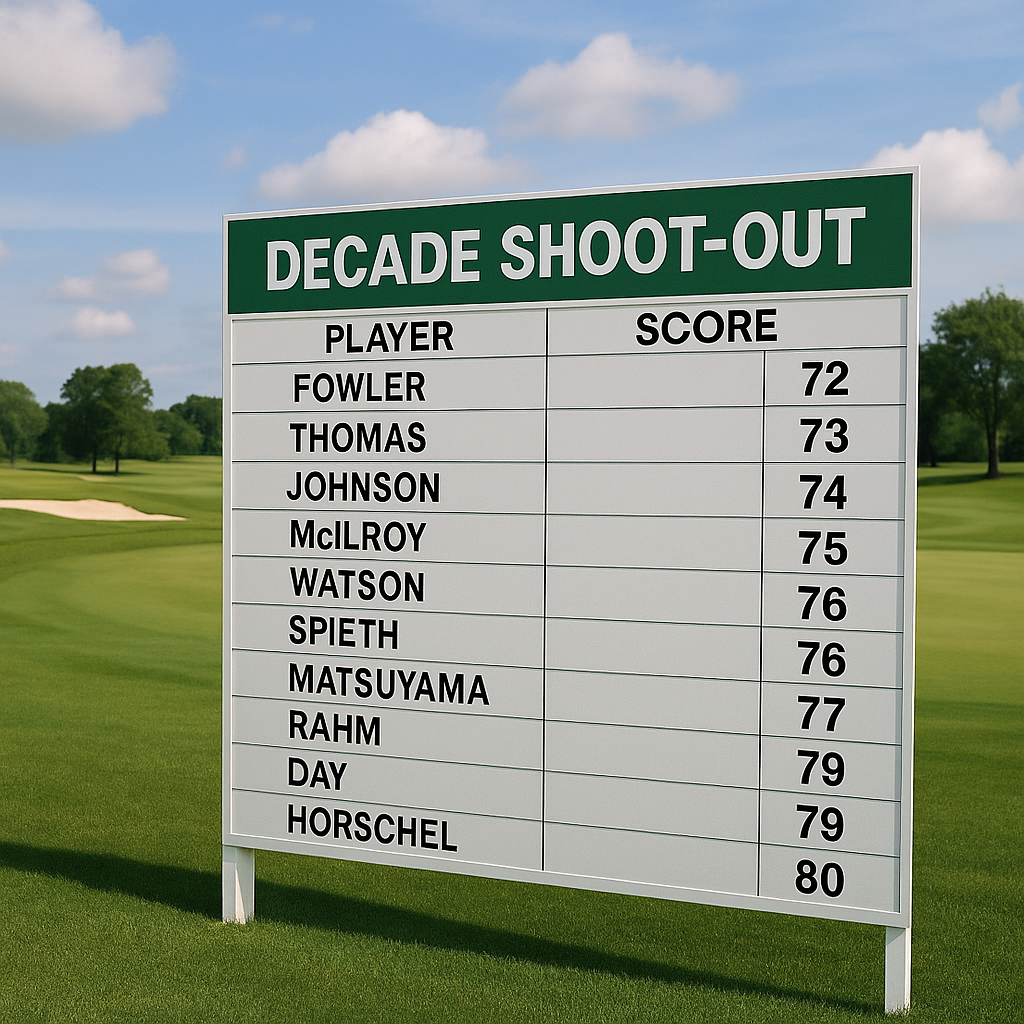 DECADE SHOOT-OUT
PLAYER SCORE
FOWLER 72
THOMAS 73
JOHNSON 74
McILROY 75
WATSON 76
SPIETH 76
MATSUYAMA 77
RAHM 79
DAY 79
HORSCHEL 80